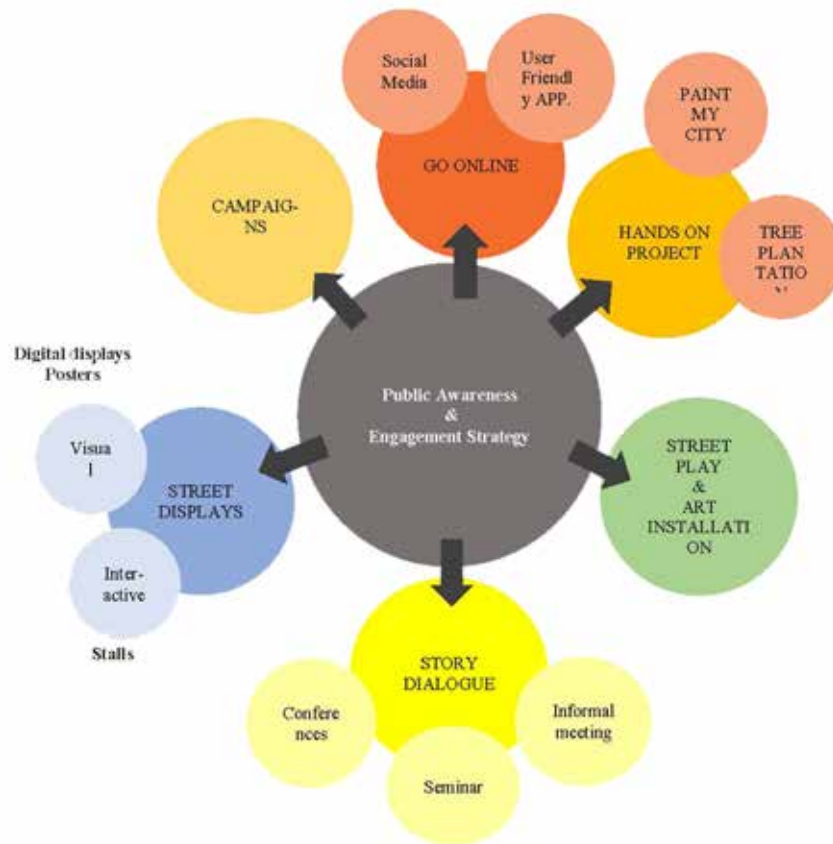 Social
Media
User
Friendl
y APP.
GO ONLINE
PAINT
MY
CITY
HANDS ON
PROJECT
TREE
PLAN
TATIO
CAMPAIG-
NS
Public Awareness
&
Engagement Strategy
STREET
PLAY
&
ART
INSTALLATI
ON
Digital displays
Posters
Visua
l
STREET
DISPLAYS
Inter-
active
Stalls
STORY
DIALOGUE
Confere
nces
Seminar
Informal
meeting